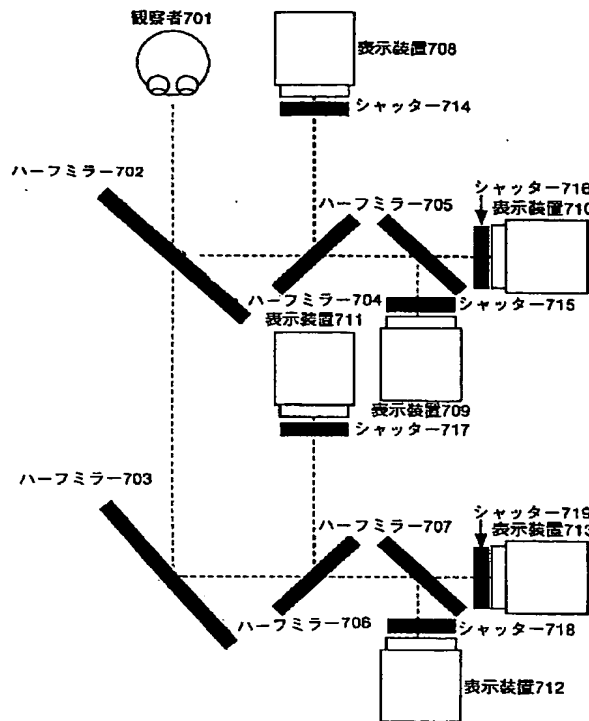 観察者701
表示装置708
シャッター714
ハーフミラー702
ハーフミラー705
シャッター716
表示装置710
ハーフミラー704
シャッター715
表示装置711
表示装置709
シャッター717
ハーフミラー703
ハーフミラー707
シャッター719
表示装置713
ハーフミラー706
シャッター718
表示装置712